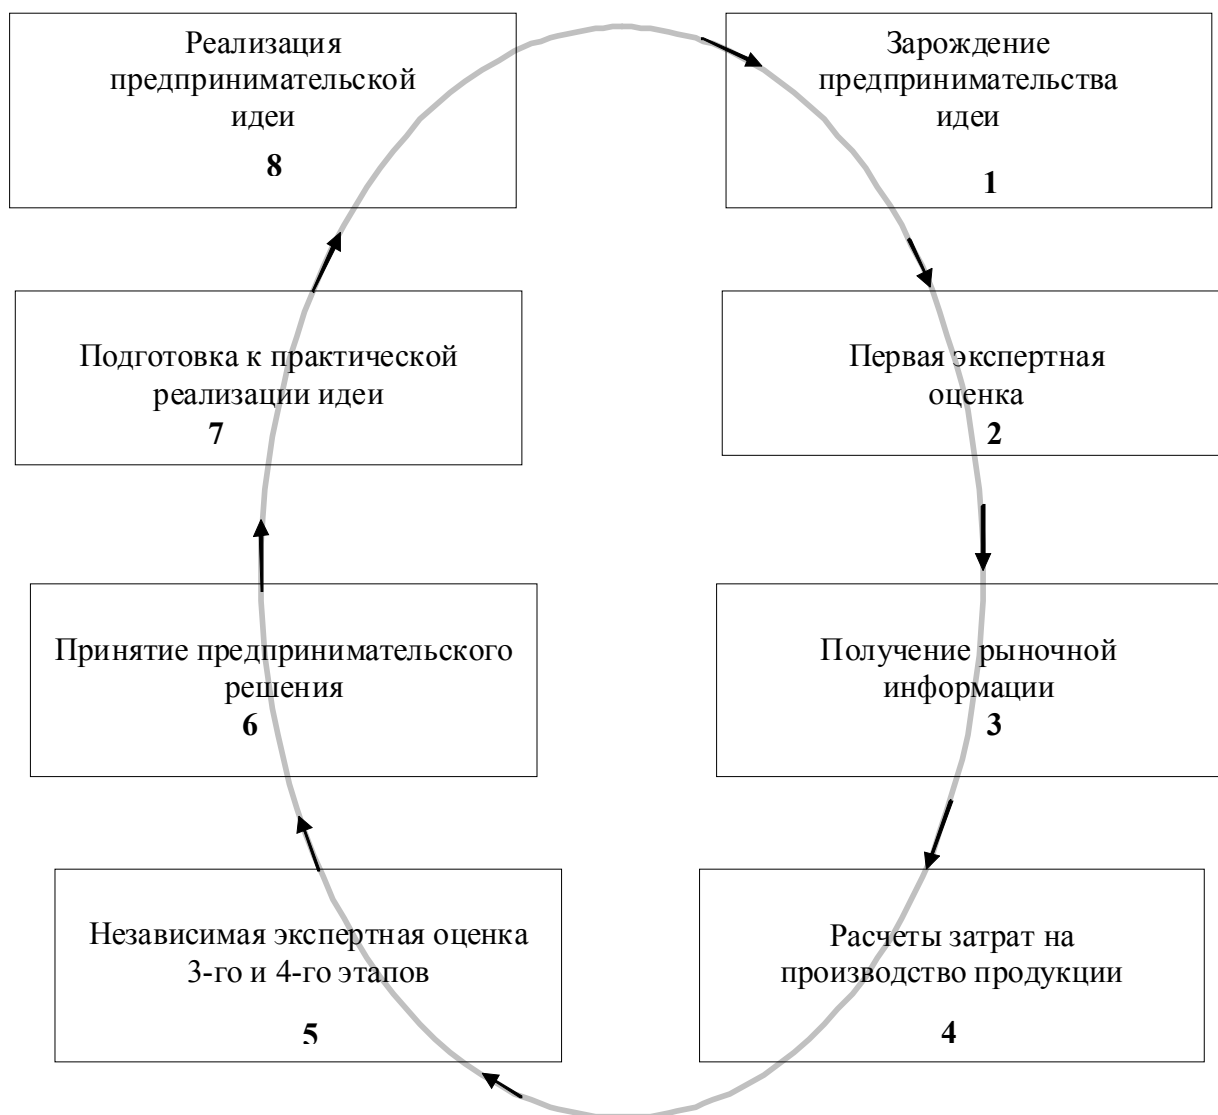 Реализация
предпринимательской
идеи
8
Зарождение
предпринимательства
идеи
1
Подготовка к практической
реализации идеи
7
Первая экспертная
оценка
2
Принятие предпринимательского
решения
6
Получение рыночной
информации
3
Независимая экспертная оценка
3-го и 4-го этапов
5
Расчеты затрат на
производство продукции
4